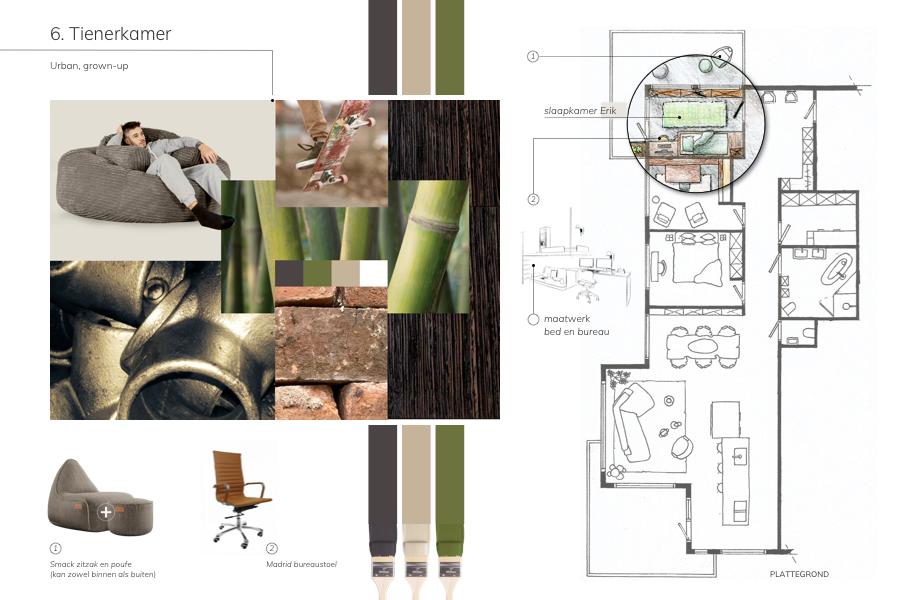 6. Tienerkamer
Urban, grown-up
1
slaapkamer Erik
2
maatwerk
bed en bureau
1
Smack zitzak en poufe
(kan zowel binnen als buiten)
2
Madrid bureaustoel
PLATTEGROND